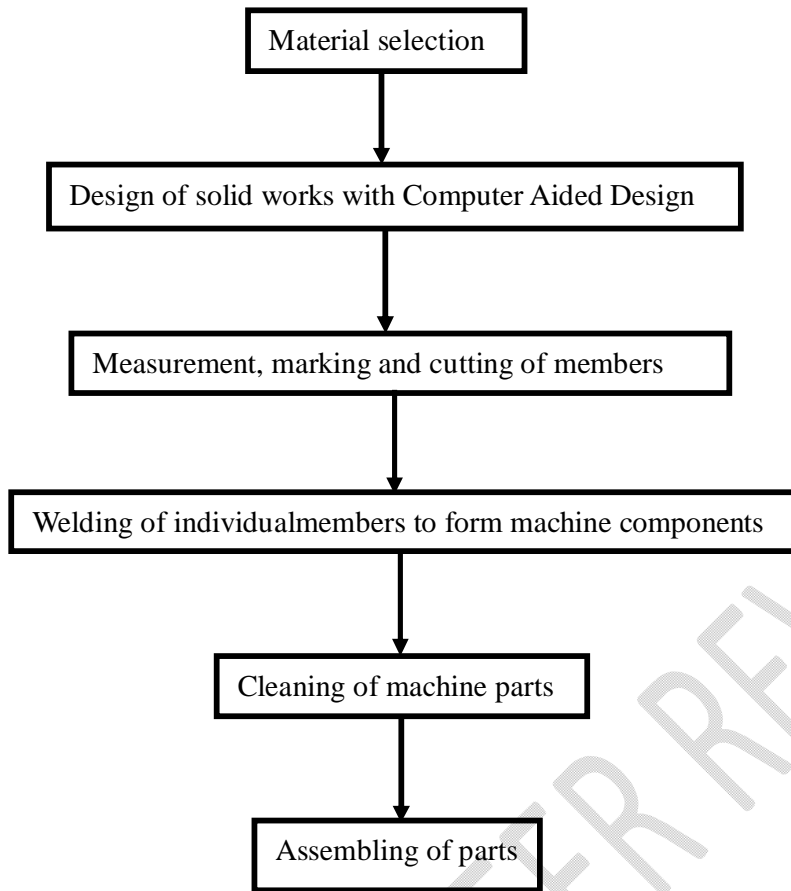 Material selection
Design of solid works with Computer Aided Design
Measurement, marking and cutting of members
Welding of individualmembers to form machine components
Cleaning of machine parts
Assembling of parts